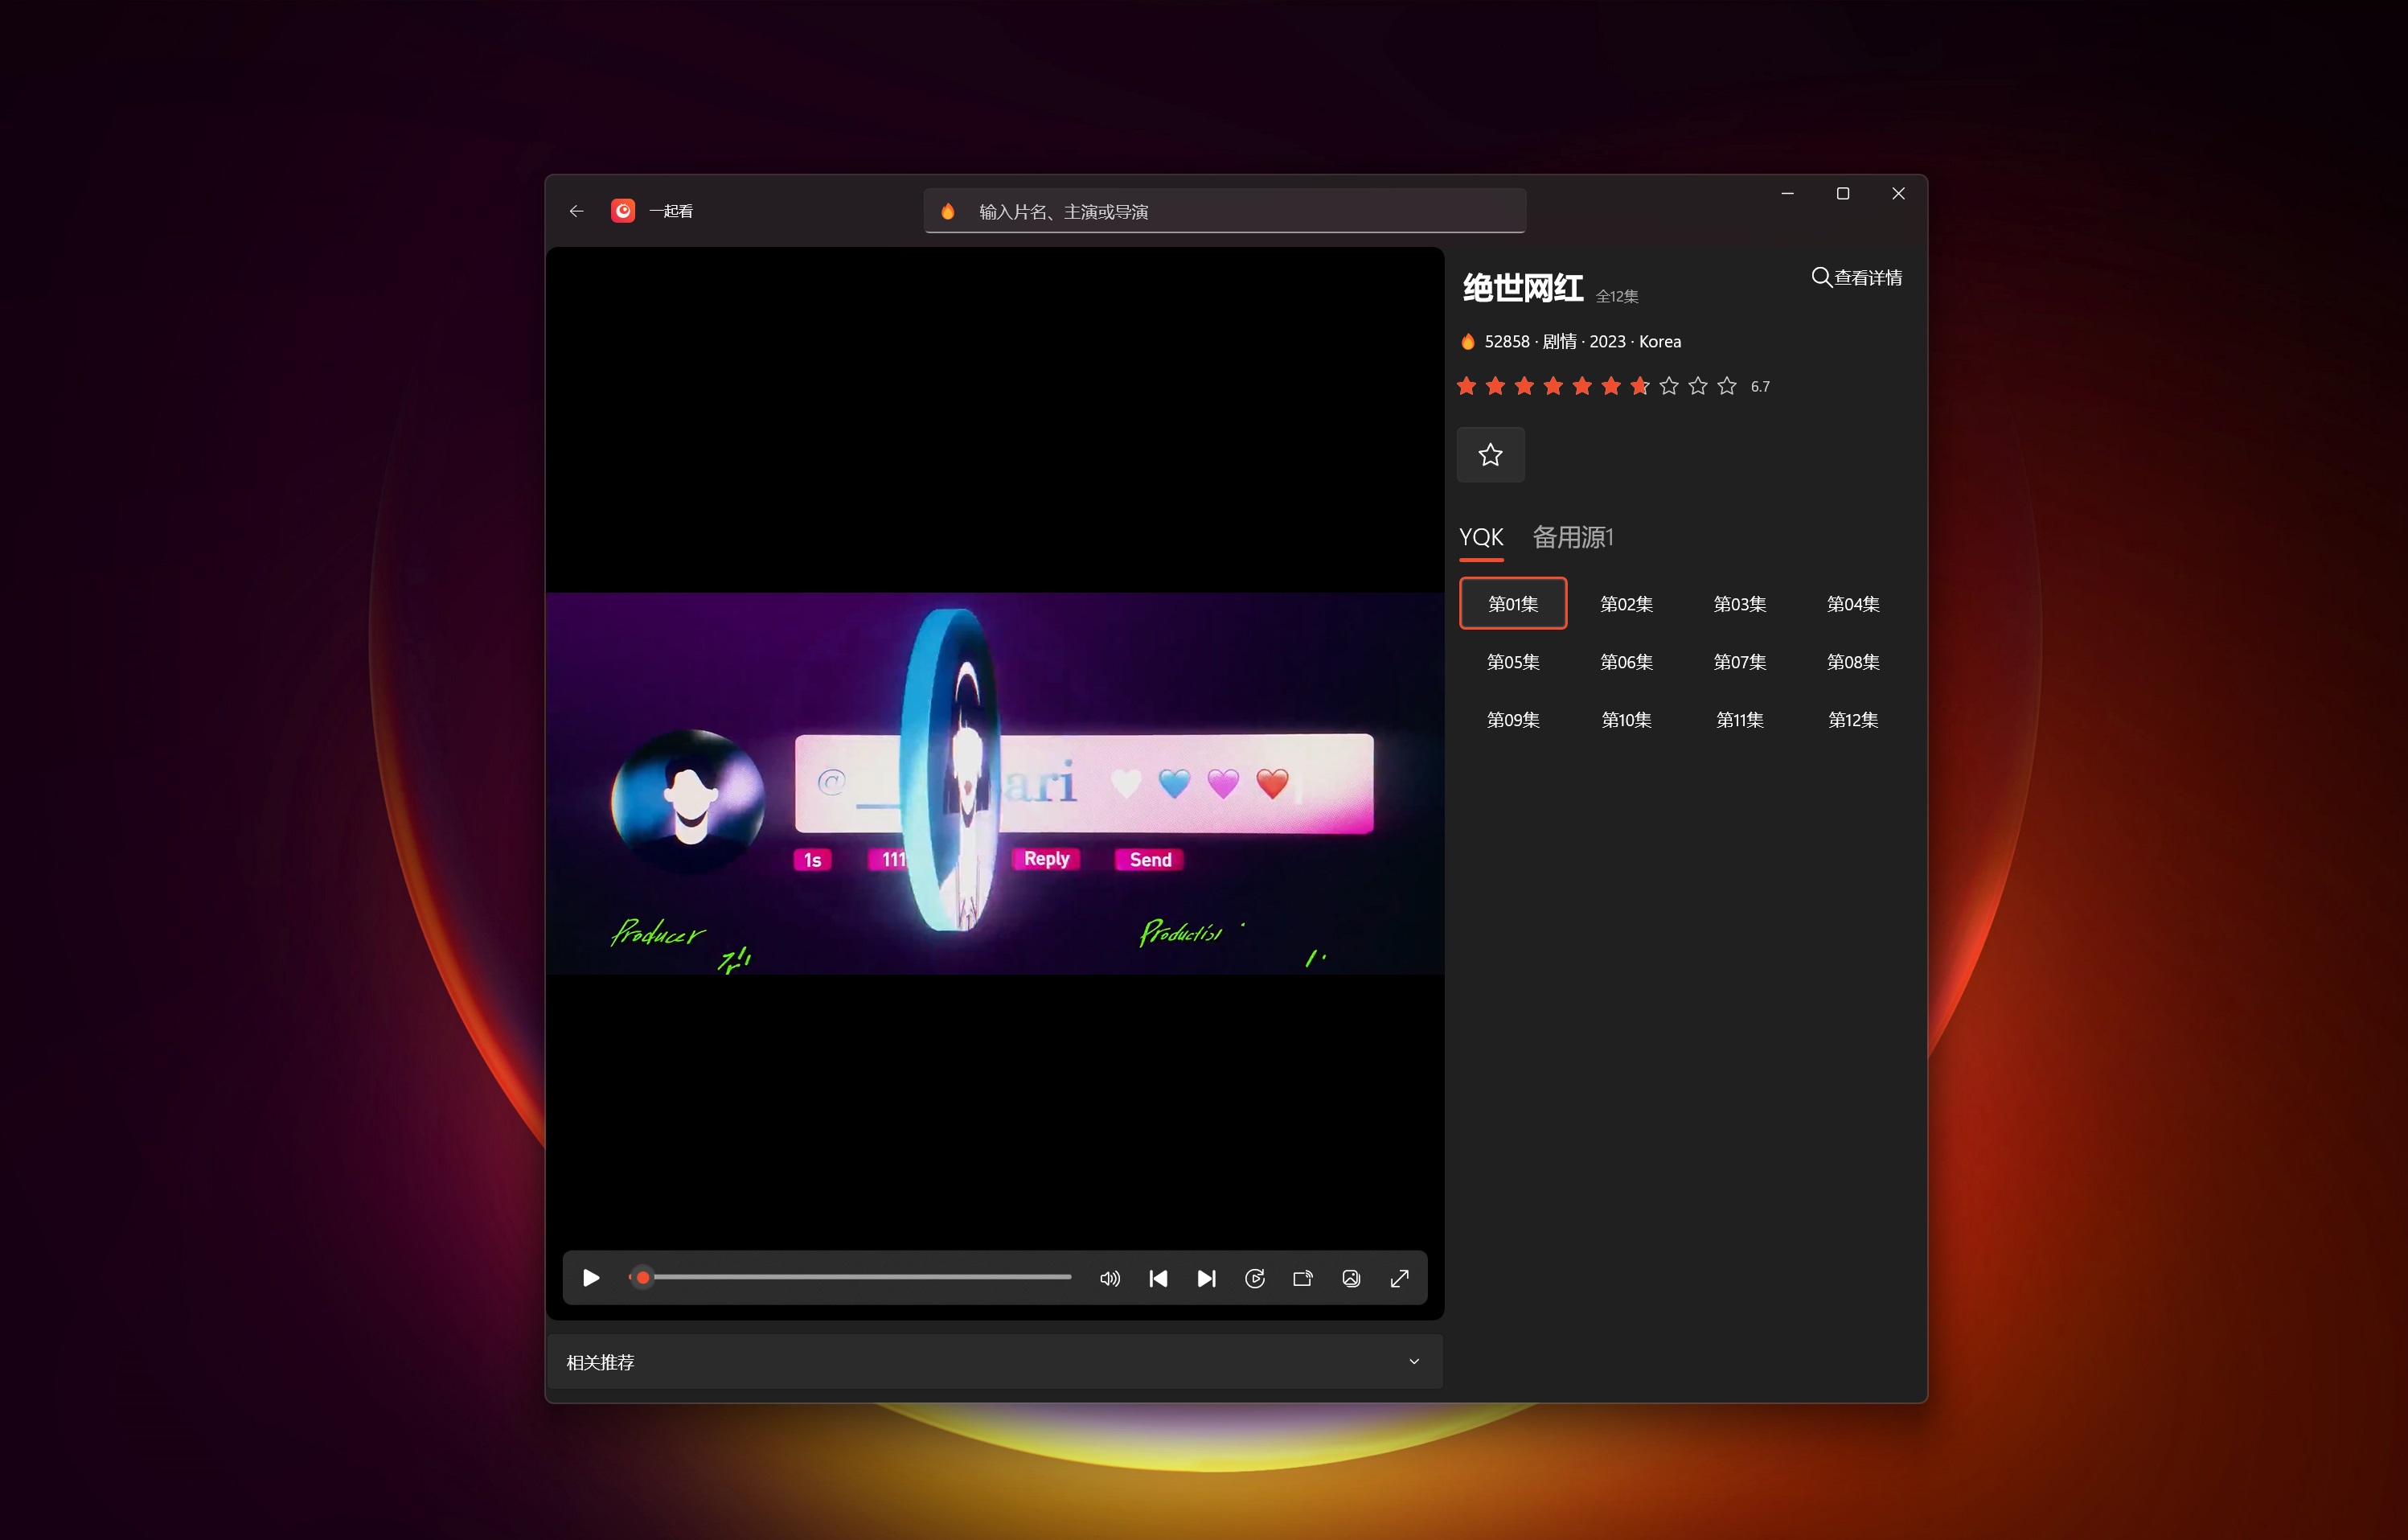 一起看
输入片名、主演或导演
绝世网红 全12集
查看详情
52858 · 剧情 · 2023 · Korea
6.7
YQK 备用源1
第01集 第02集 第03集 第04集
第05集 第06集 第07集 第08集
第09集 第10集 第11集 第12集
@__ ari
1s 111 Reply Send
Producer
相关推荐